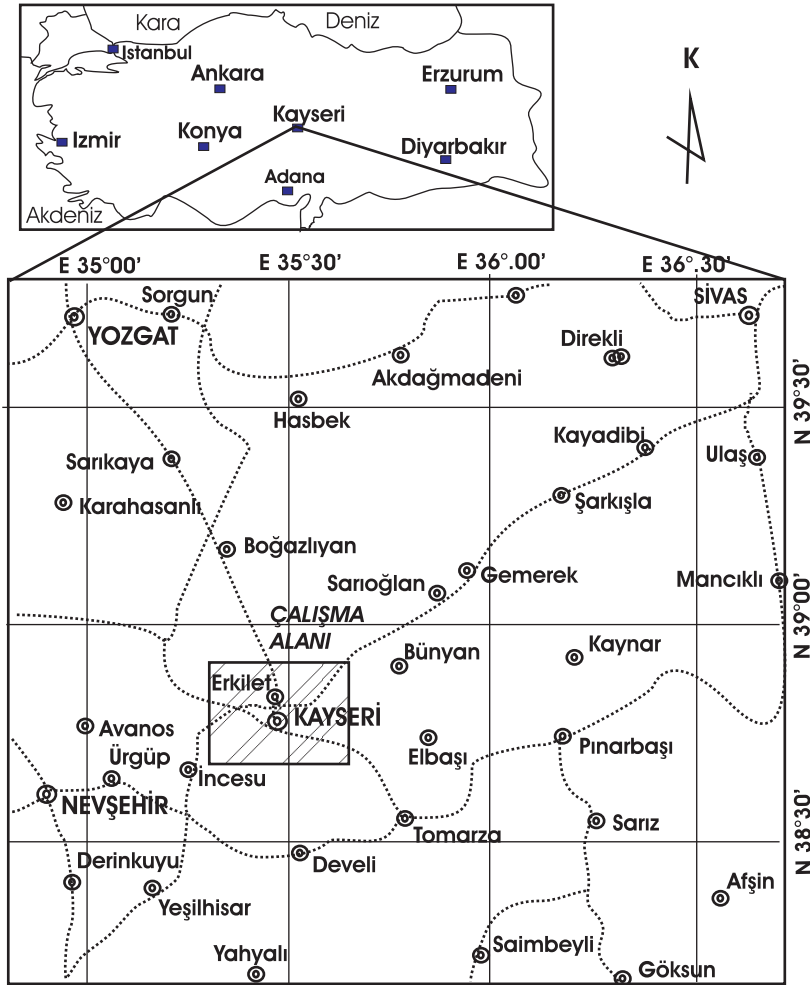 Kara
Deniz
Istanbul
Ankara
Erzurum
Kayseri
Izmir
Konya
Diyarbakır
Adana
Akdeniz
K
E 35°00'
E 35°30'
E 36°.00'
E 36°.30'
Sorgun
SİVAS
YOZGAT
Direkli
Akdağmadeni
N 39°30'
Hasbek
Kayadibi
Ulaş
Sarıkaya
Karahasanlı
Şarkışla
Boğazlıyan
Sarıoğlan
Gemerek
Mancıklı
ÇALIŞMA
ALANI
N 39°00'
Bünyan
Kaynar
Erkilet
KAYSERİ
Avanos
Elbaşı
Pınarbaşı
Ürgüp
İncesu
NEVŞEHİR
Tomarza
Sarız
N 38°30'
Derinkuyu
Develi
Afşin
Yeşilhisar
Yahyalı
Saimbeyli
Göksun